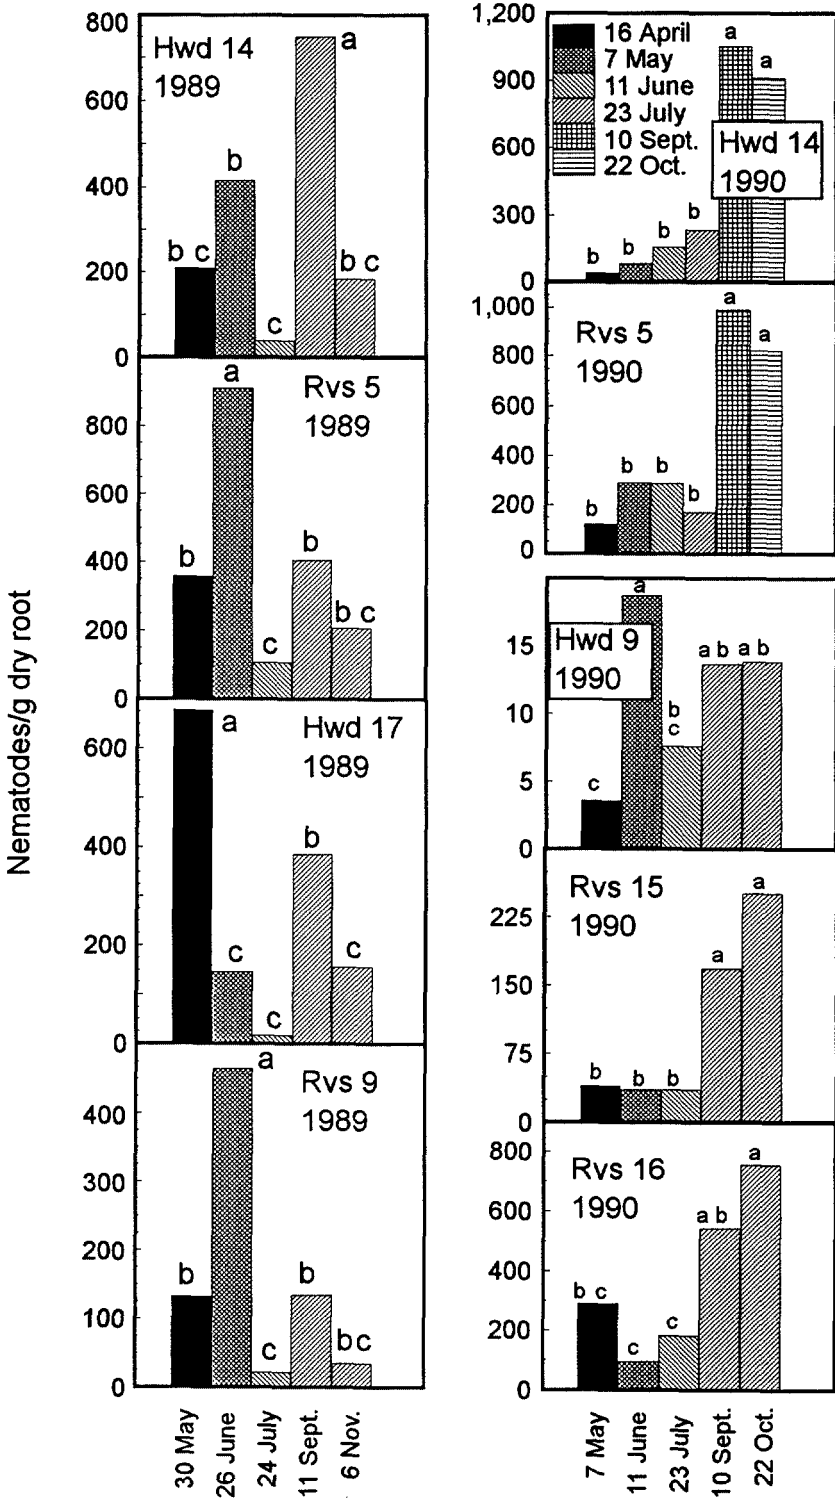 Nematodes/g dry root
Hwd 14
1989
800
600
400
200
0
b c
b
c
a
b c
Rvs 5
1989
800
600
400
200
0
b
a
c
b
b c
Hwd 17
1989
600
400
200
0
a
c
c
b
c
Rvs 9
1989
400
300
200
100
0
b
a
c
b
b c
30 May
26 June
24 July
11 Sept.
6 Nov.
1,200
900
600
300
0
16 April
7 May
11 June
23 July
10 Sept.
22 Oct.
Hwd 14
1990
b
b
b
b
a
a
Rvs 5
1990
1,000
800
600
400
200
0
b
b
b
b
a
a
Hwd 9
1990
15
10
5
0
c
a
b
c
a b
a b
Rvs 15
1990
225
150
75
0
b
b
b
a
a
Rvs 16
1990
800
600
400
200
0
b c
c
c
a b
a
7 May
11 June
23 July
10 Sept.
22 Oct.